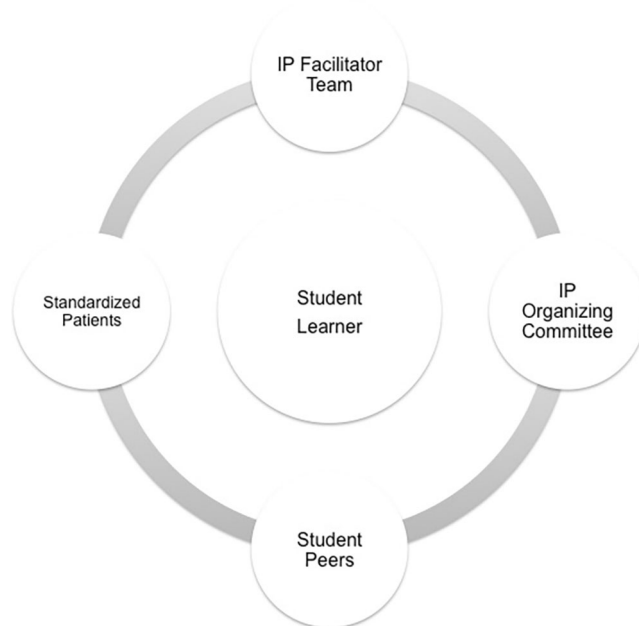 IP Facilitator
Team
Standardized
Patients
Student
Learner
IP
Organizing
Committee
Student
Peers